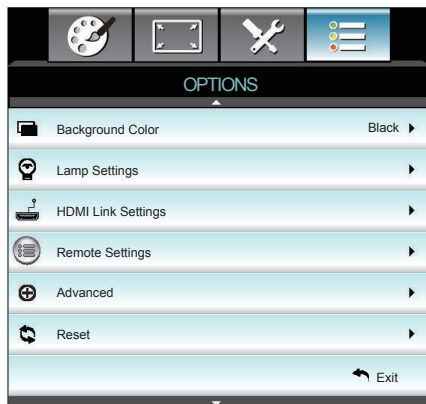 OPTIONS
Background Color Black
Lamp Settings
HDMI Link Settings
Remote Settings
Advanced
Reset
Exit